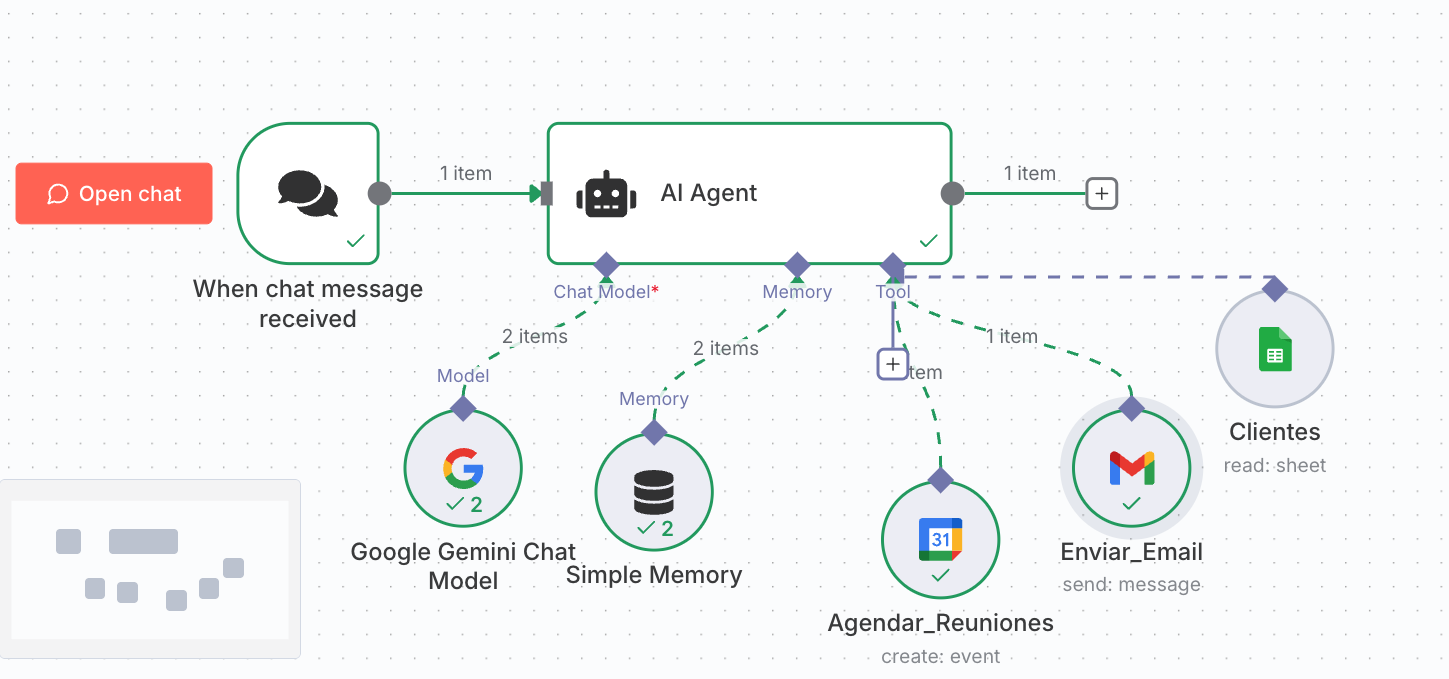 1 item
1 item
Open chat
AI Agent
When chat message
received
Chat Model*
Memory
Tool
2 items
2 items
1 item
tem
Model
Memory
Clientes
read: sheet
31
2
2
Google Gemini Chat
Model
Simple Memory
Enviar_Email
send: message
Agendar_Reuniones
create: event